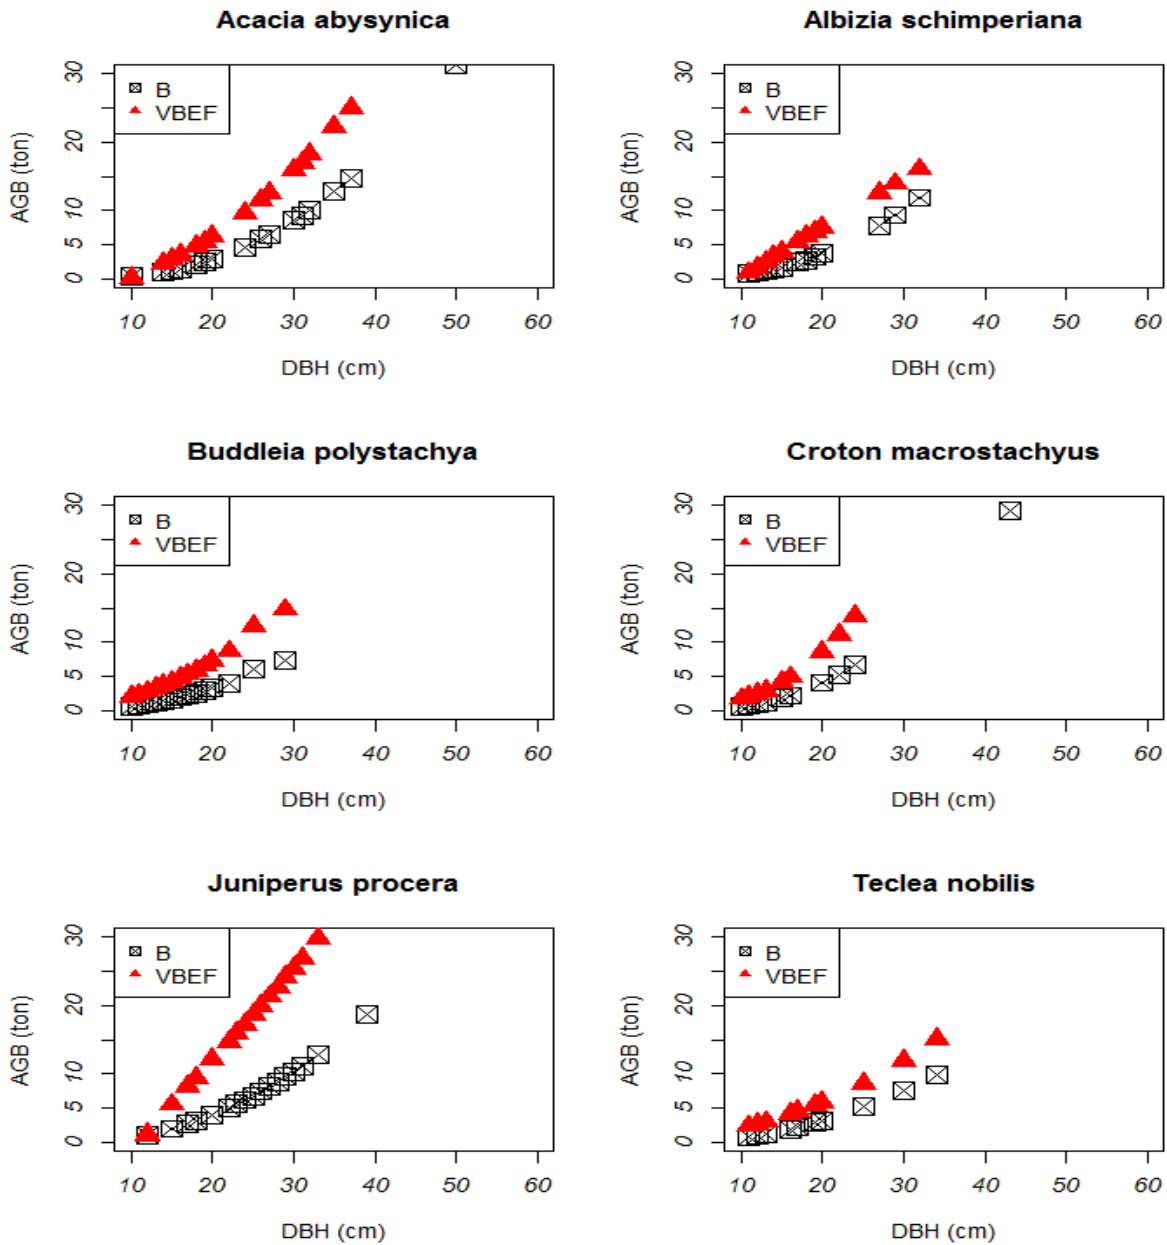 Acacia abysynica
B
VBEF
AGB (ton)
0 5 10 20 30
10 20 30 40 50 60
DBH (cm)
Albizia schimperiana
B
VBEF
AGB (ton)
0 5 10 20 30
10 20 30 40 50 60
DBH (cm)
Buddleia polystachya
B
VBEF
AGB (ton)
0 5 10 20 30
10 20 30 40 50 60
DBH (cm)
Croton macrostachyus
B
VBEF
AGB (ton)
0 5 10 20 30
10 20 30 40 50 60
DBH (cm)
Juniperus procera
B
VBEF
AGB (ton)
0 5 10 20 30
10 20 30 40 50 60
DBH (cm)
Teclea nobilis
B
VBEF
AGB (ton)
0 5 10 20 30
10 20 30 40 50 60
DBH (cm)